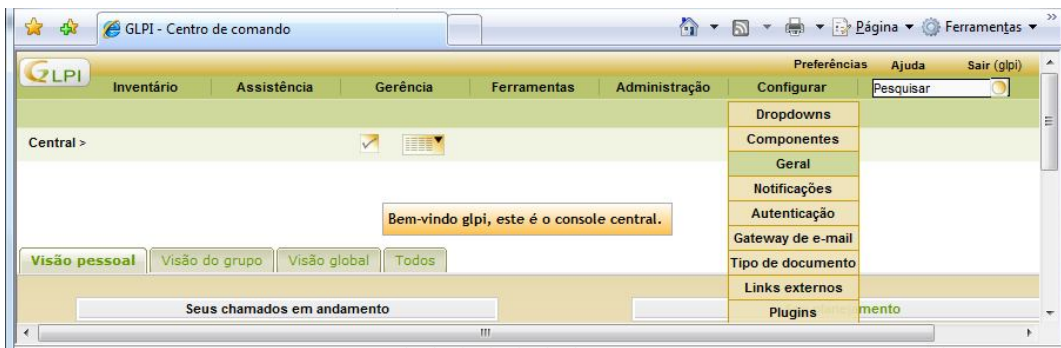 GLPI - Centro de comando
Página
Ferramentas
»
GLPI
Preferências Ajuda Sair (glpi)
Inventário Assistência Gerência Ferramentas Administração Configurar Pesquisar
Dropdowns
Central >
Componentes
Geral
Notificações
Bem-vindo glpi, este é o console central.
Autenticação
Gateway de e-mail
Visão pessoal Visão do grupo Visão global Todos
Tipo de documento
Links externos
Seus chamados em andamento
Plugins